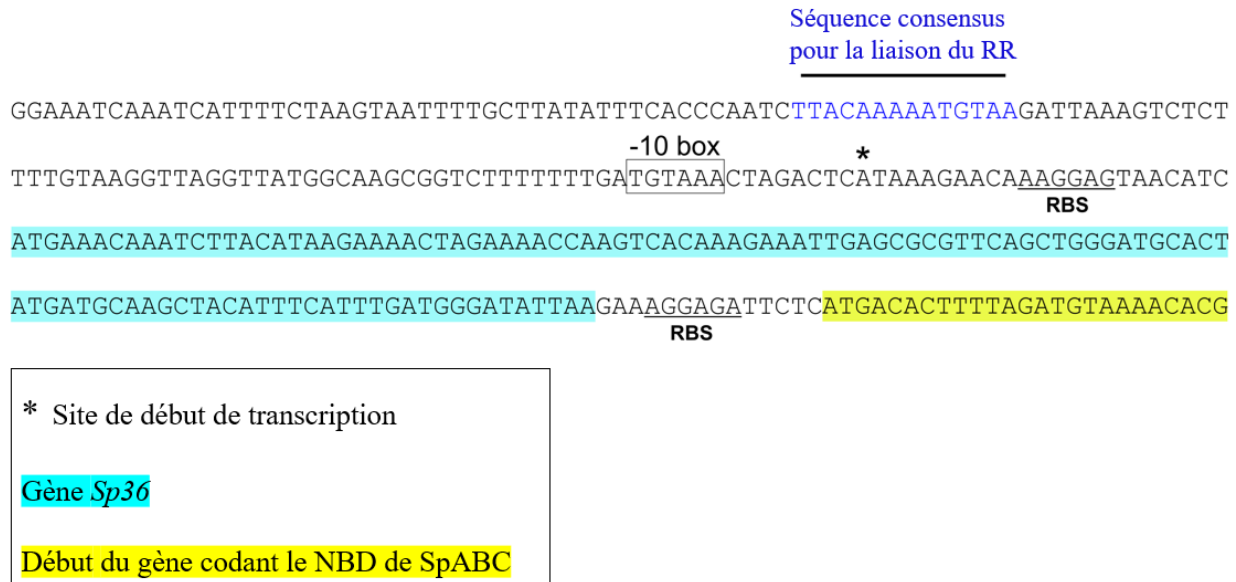 Séquence consensus
pour la liaison du RR
GGAAATCAAATCATTTTCTAAGTAATTTTGCTTATATTTCACCCAATCTTACAAAAATGTAAGATTAAAGTCTCT
-10 box
*
TTTGTAAGGTTAGGTTATGGCAAGCGGTCTTTTTTTGATGTAAACTAGACTCATAAAGAACAAAGGAGTAACATC
RBS
ATGAAACAAATCTTACATAAGAAAACTAGAAAACCAAGTCACAAAGAAATTGAGCGCGTTCAGCTGGGATGCACT
ATGATGCAAGCTACATTTCATTTGATGGGATATTAAGAAAGGAGATTCTCATGACACTTTTAGATGTAAAACACG
RBS
* Site de début de transcription
Gène Sp36
Début du gène codant le NBD de SpABC